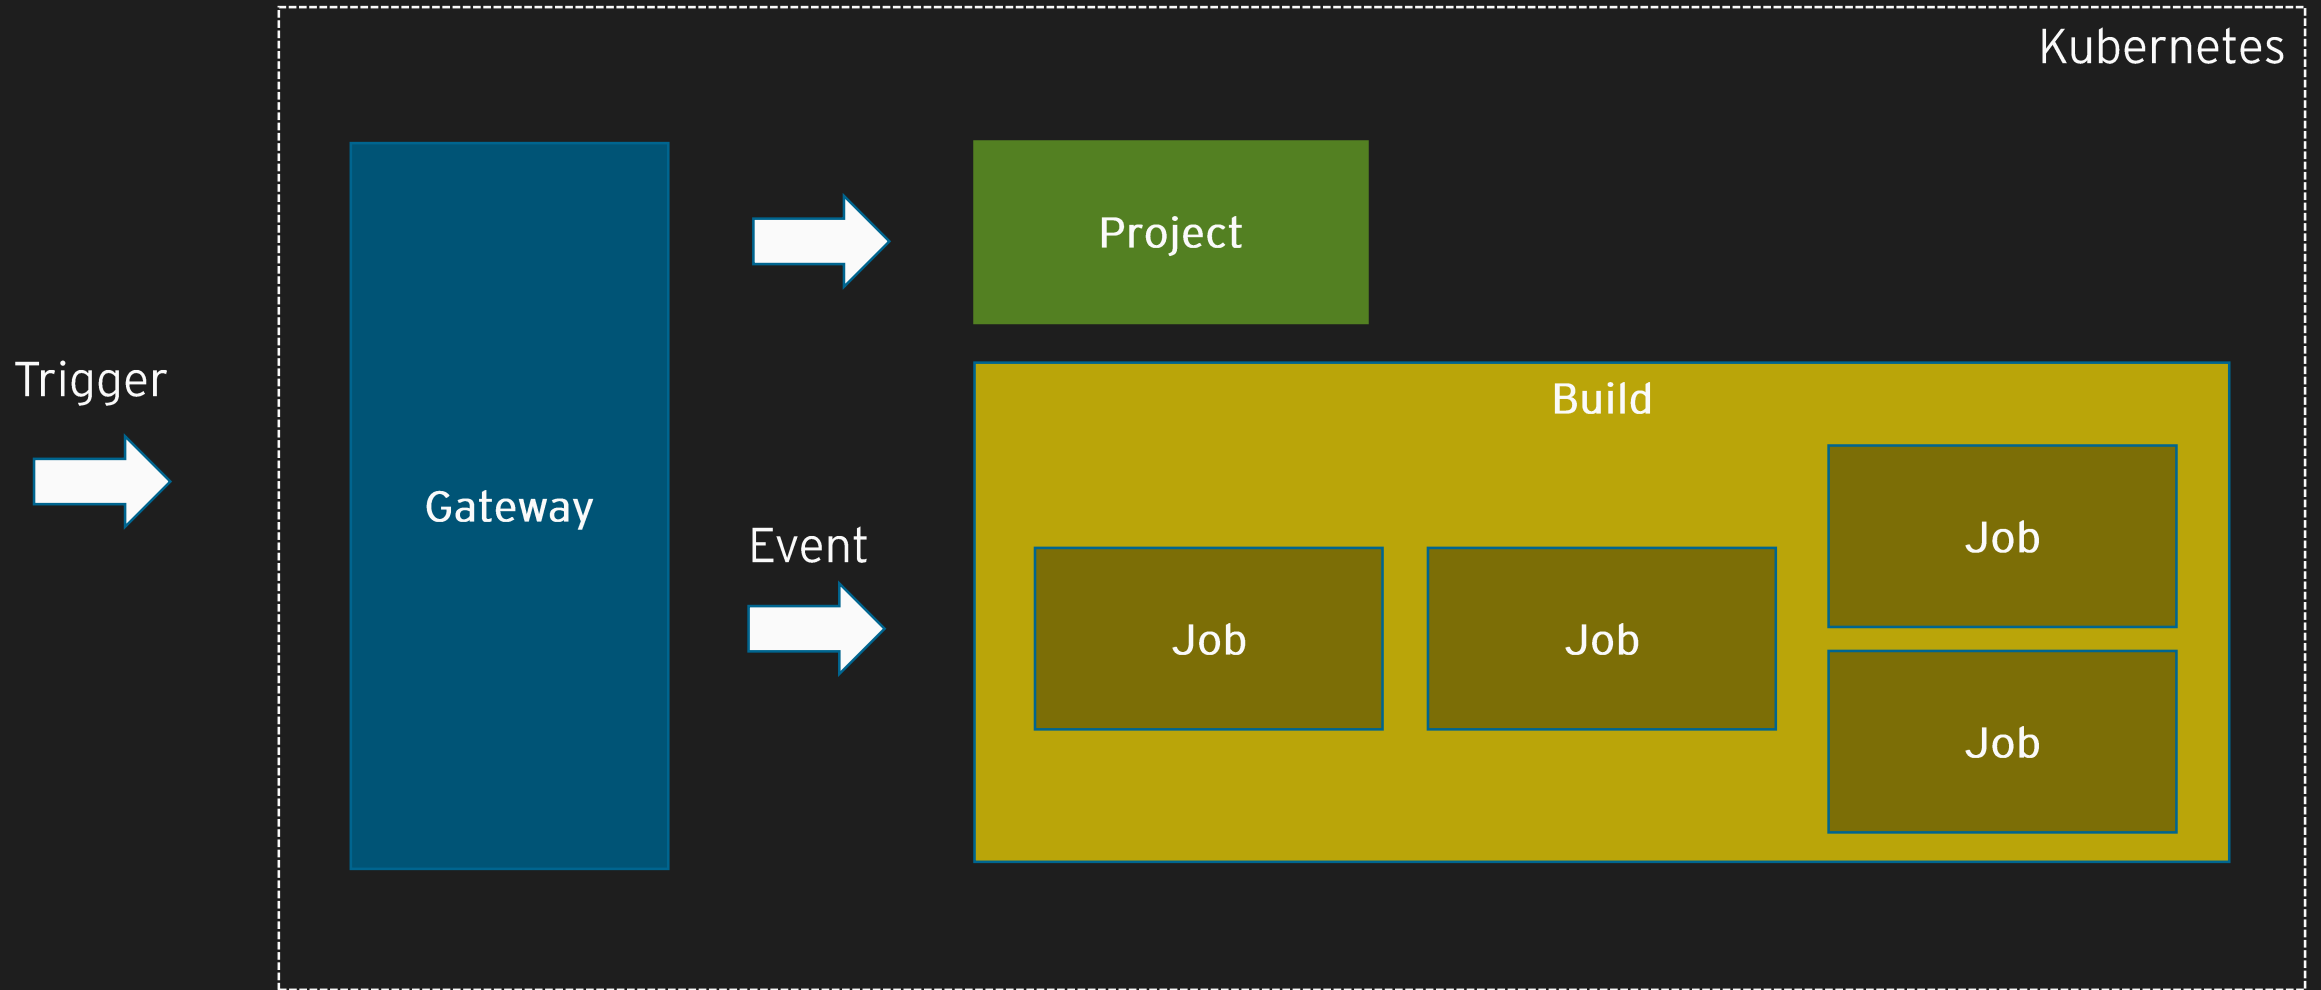 Kubernetes
Trigger
Gateway
Project
Event
Build
Job
Job
Job
Job